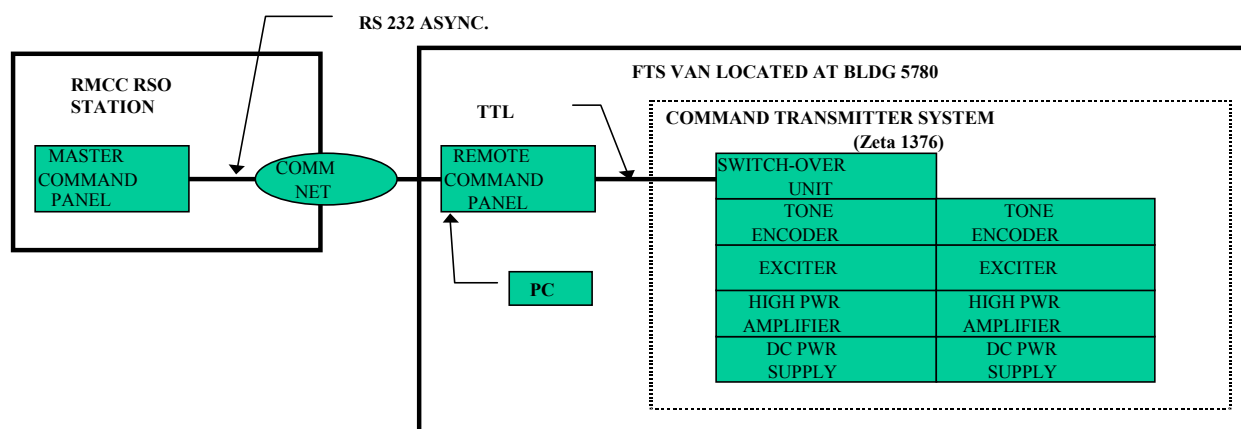 RS 232 ASYNC.
RMCC RSO
STATION
MASTER
COMMAND
PANEL
COMM
NET
FTS VAN LOCATED AT BLDG 5780
TTL
REMOTE
COMMAND
PANEL
PC
COMMAND TRANSMITTER SYSTEM
(Zeta 1376)
SWITCH-OVER
UNIT
TONE
ENCODER
TONE
ENCODER
EXCITER
EXCITER
HIGH PWR
AMPLIFIER
HIGH PWR
AMPLIFIER
DC PWR
SUPPLY
DC PWR
SUPPLY